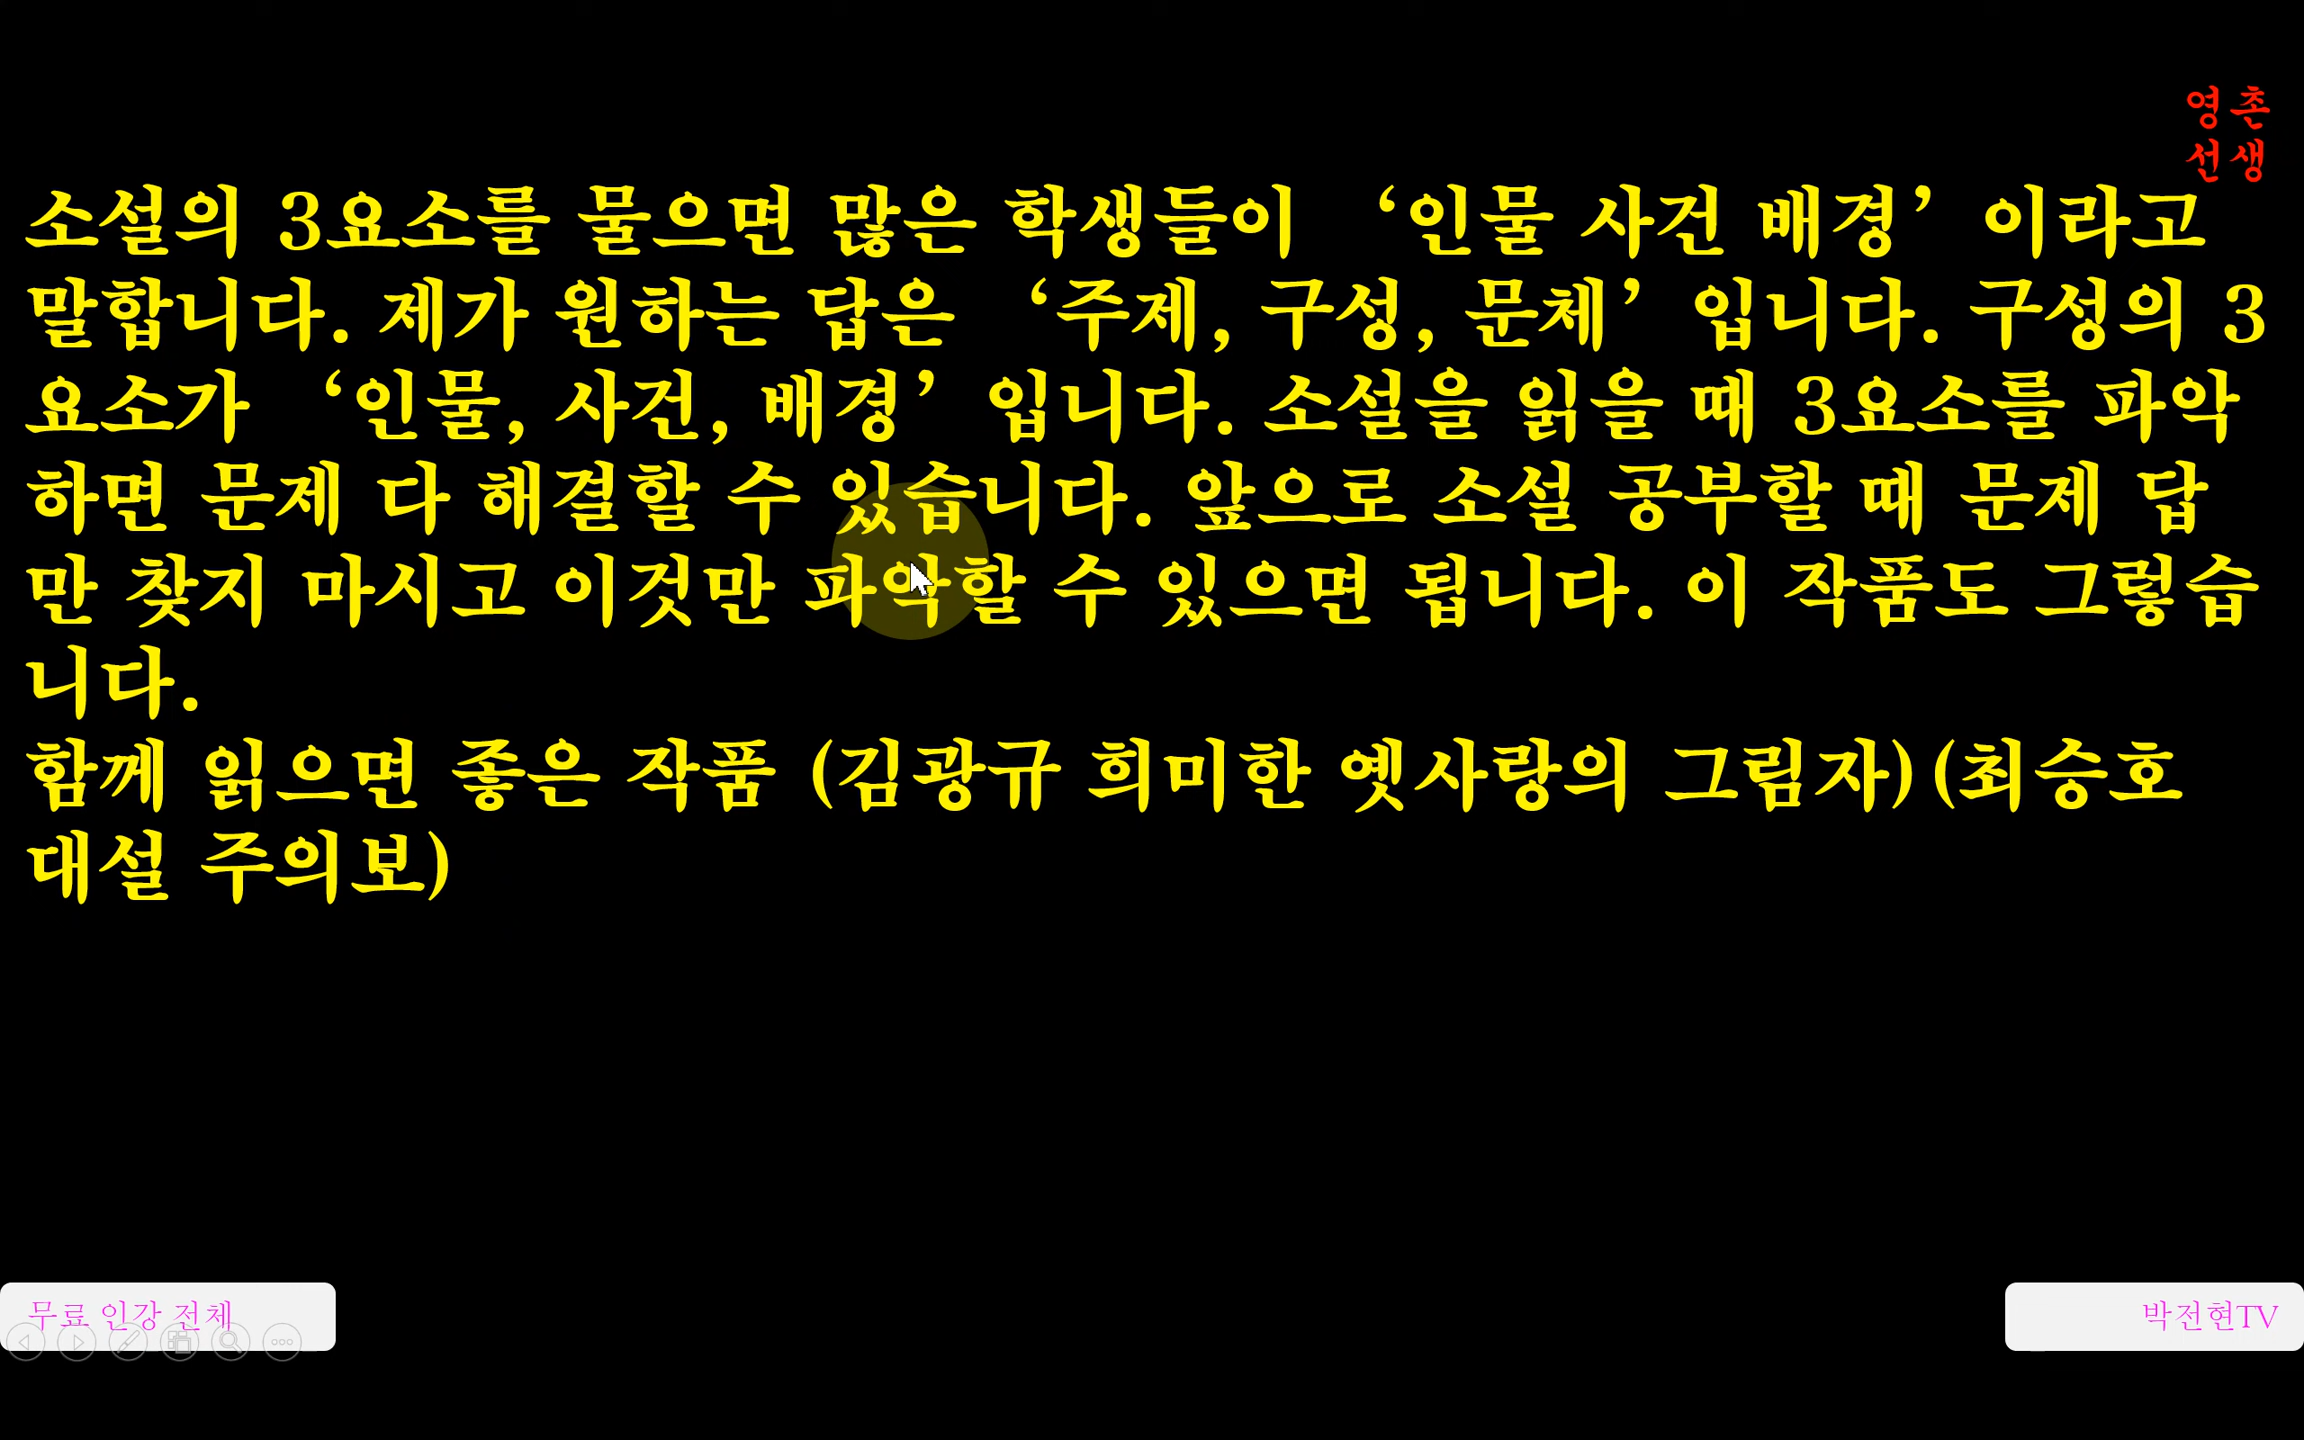 영촌
선생
소설의 3요소를 물으면 많은 학생들이 ‘인물 사건 배경’ 이라고
말합니다. 제가 원하는 답은 ‘주제, 구성, 문체’ 입니다. 구성의 3
요소가 ‘인물, 사건, 배경’ 입니다. 소설을 읽을 때 3요소를 파악
하면 문제 다 해결할 수 있습니다. 앞으로 소설 공부할 때 문제 답
만 찾지 마시고 이것만 파악할 수 있으면 됩니다. 이 작품도 그렇습
니다.
함께 읽으면 좋은 작품 (김광규 희미한 옛사랑의 그림자)(최승호
대설 주의보)
무료 인강 전체
박전현TV